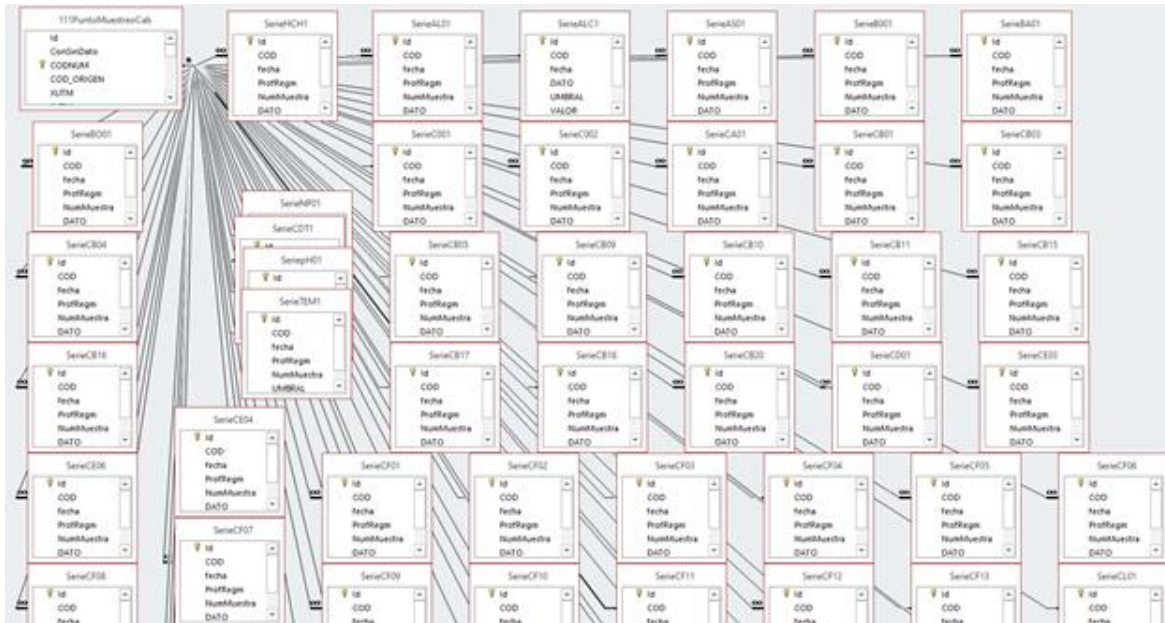 111PuntoMuestreoCab
Id
ConSinDato
CODNUM
COD_ORIGEN
XUTM
SerieHCH1
Id
COD
fecha
ProfRegm
NumMuestra
DATO
SerieAL01
Id
COD
fecha
ProfRegm
NumMuestra
DATO
SerieALC1
Id
COD
fecha
DATO
UMBRAL
VALOR
SerieAS01
Id
COD
fecha
ProfRegm
NumMuestra
DATO
SerieB001
Id
COD
fecha
ProfRegm
NumMuestra
DATO
SerieBA01
Id
COD
fecha
ProfRegm
NumMuestra
DATO
SerieBO01
Id
COD
fecha
ProfRegm
NumMuestra
DATO
SerieC001
Id
COD
fecha
ProfRegm
NumMuestra
DATO
SerieC002
Id
COD
fecha
ProfRegm
NumMuestra
DATO
SerieCA01
Id
COD
fecha
ProfRegm
NumMuestra
DATO
SerieCB01
Id
COD
fecha
ProfRegm
NumMuestra
DATO
SerieCB03
Id
COD
fecha
ProfRegm
NumMuestra
DATO
SerieNP01
SerieCDT1
Id
SeriepH01
Id
SerieTEM1
Id
COD
fecha
ProfRegm
NumMuestra
UMBRAL
SerieCB04
Id
COD
fecha
ProfRegm
NumMuestra
DATO
SerieCB05
Id
COD
fecha
ProfRegm
NumMuestra
DATO
SerieCB09
Id
COD
fecha
ProfRegm
NumMuestra
DATO
SerieCB10
Id
COD
fecha
ProfRegm
NumMuestra
DATO
SerieCB11
Id
COD
fecha
ProfRegm
NumMuestra
DATO
SerieCB15
Id
COD
fecha
ProfRegm
NumMuestra
DATO
SerieCB16
Id
COD
fecha
ProfRegm
NumMuestra
DATO
SerieCB17
Id
COD
fecha
ProfRegm
NumMuestra
DATO
SerieCB18
Id
COD
fecha
ProfRegm
NumMuestra
DATO
SerieCB20
Id
COD
fecha
ProfRegm
NumMuestra
DATO
SerieCD01
Id
COD
fecha
ProfRegm
NumMuestra
DATO
SerieCE03
Id
COD
fecha
ProfRegm
NumMuestra
DATO
SerieCE04
Id
COD
fecha
ProfRegm
NumMuestra
DATO
SerieCE06
Id
COD
fecha
ProfRegm
NumMuestra
DATO
SerieCF01
Id
COD
fecha
ProfRegm
NumMuestra
DATO
SerieCF02
Id
COD
fecha
ProfRegm
NumMuestra
DATO
SerieCF03
Id
COD
fecha
ProfRegm
NumMuestra
DATO
SerieCF04
Id
COD
fecha
ProfRegm
NumMuestra
DATO
SerieCF05
Id
COD
fecha
ProfRegm
NumMuestra
DATO
SerieCF06
Id
COD
fecha
ProfRegm
NumMuestra
DATO
SerieCF07
Id
COD
fecha
ProfRegm
NumMuestra
DATO
SerieCF08
Id
COD
fecha
SerieCF09
Id
COD
fecha
SerieCF10
Id
COD
fecha
SerieCF11
Id
COD
fecha
SerieCF12
Id
COD
fecha
SerieCF13
Id
COD
fecha
SerieCL01
Id
COD
fecha